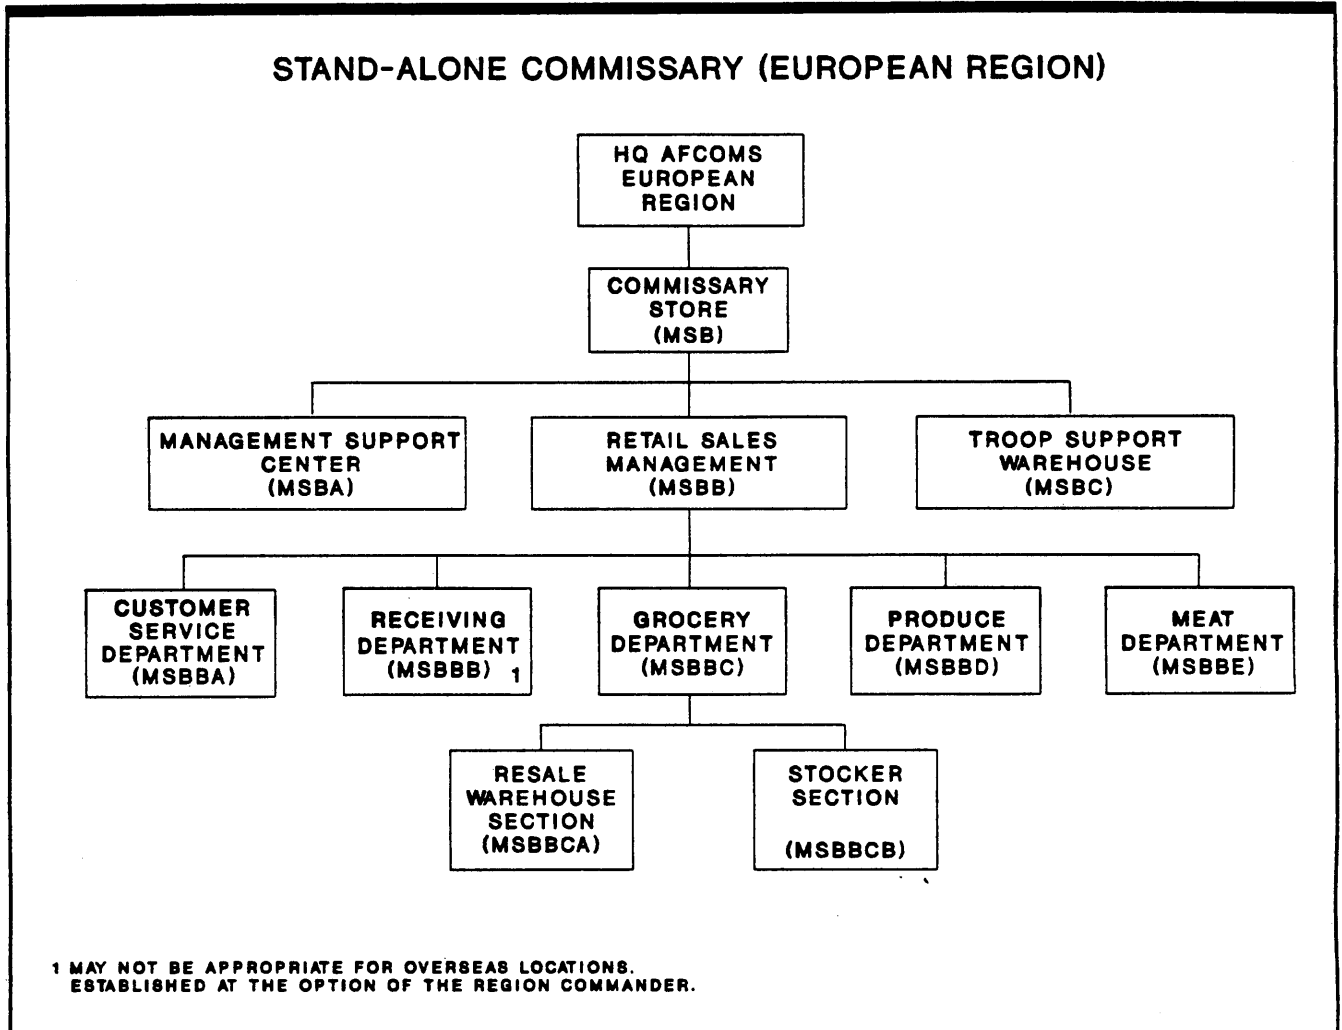 STAND-ALONE COMMISSARY (EUROPEAN REGION)
HQ AFCOMS
EUROPEAN
REGION
COMMISSARY
STORE
(MSB)
MANAGEMENT SUPPORT
CENTER
(MSBA)
RETAIL SALES
MANAGEMENT
(MSBB)
TROOP SUPPORT
WAREHOUSE
(MSBC)
CUSTOMER
SERVICE
DEPARTMENT
(MSBBA)
RECEIVING
DEPARTMENT
(MSBBB) 1
GROCERY
DEPARTMENT
(MSBBC)
PRODUCE
DEPARTMENT
(MSBBD)
MEAT
DEPARTMENT
(MSBBE)
RESALE
WAREHOUSE
SECTION
(MSBBCA)
STOCKER
SECTION
(MSBBCB)
1 MAY NOT BE APPROPRIATE FOR OVERSEAS LOCATIONS.
ESTABLISHED AT THE OPTION OF THE REGION COMMANDER.